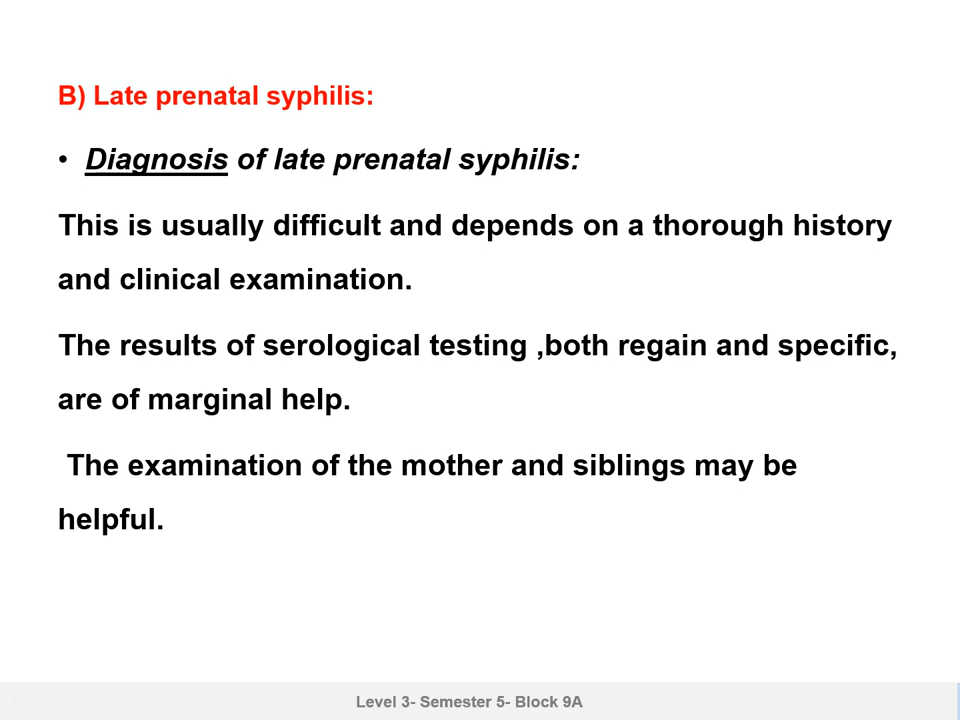 B) Late prenatal syphilis:
• Diagnosis of late prenatal syphilis:
This is usually difficult and depends on a thorough history
and clinical examination.
The results of serological testing ,both regain and specific,
are of marginal help.
The examination of the mother and siblings may be
helpful.
Level 3- Semester 5- Block 9A